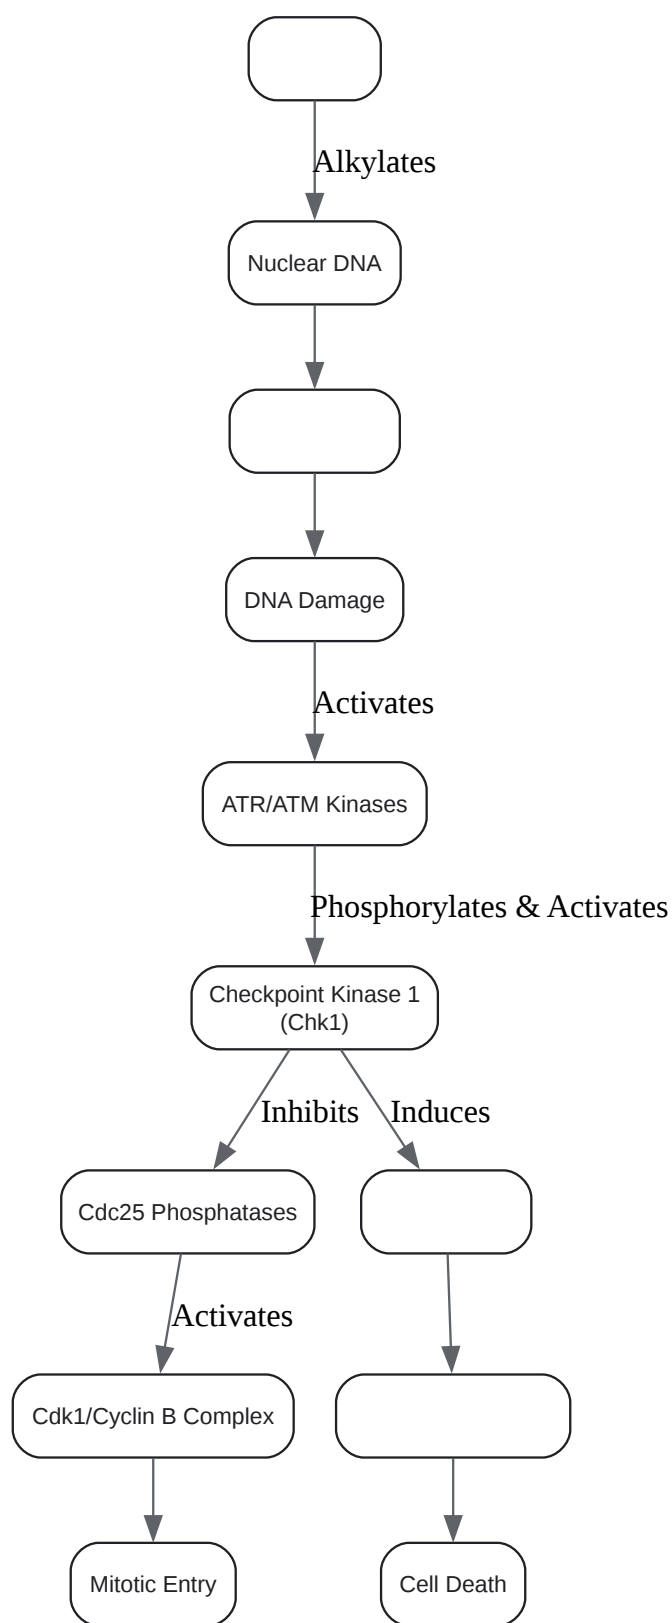 Alkylates
Nuclear DNA
DNA Damage
Activates
ATR/ATM Kinases
Phosphorylates & Activates
Checkpoint Kinase 1
(Chk1)
Inhibits
Induces
Cdc25 Phosphatases
Activates
Cdk1/Cyclin B Complex
Mitotic Entry
Cell Death